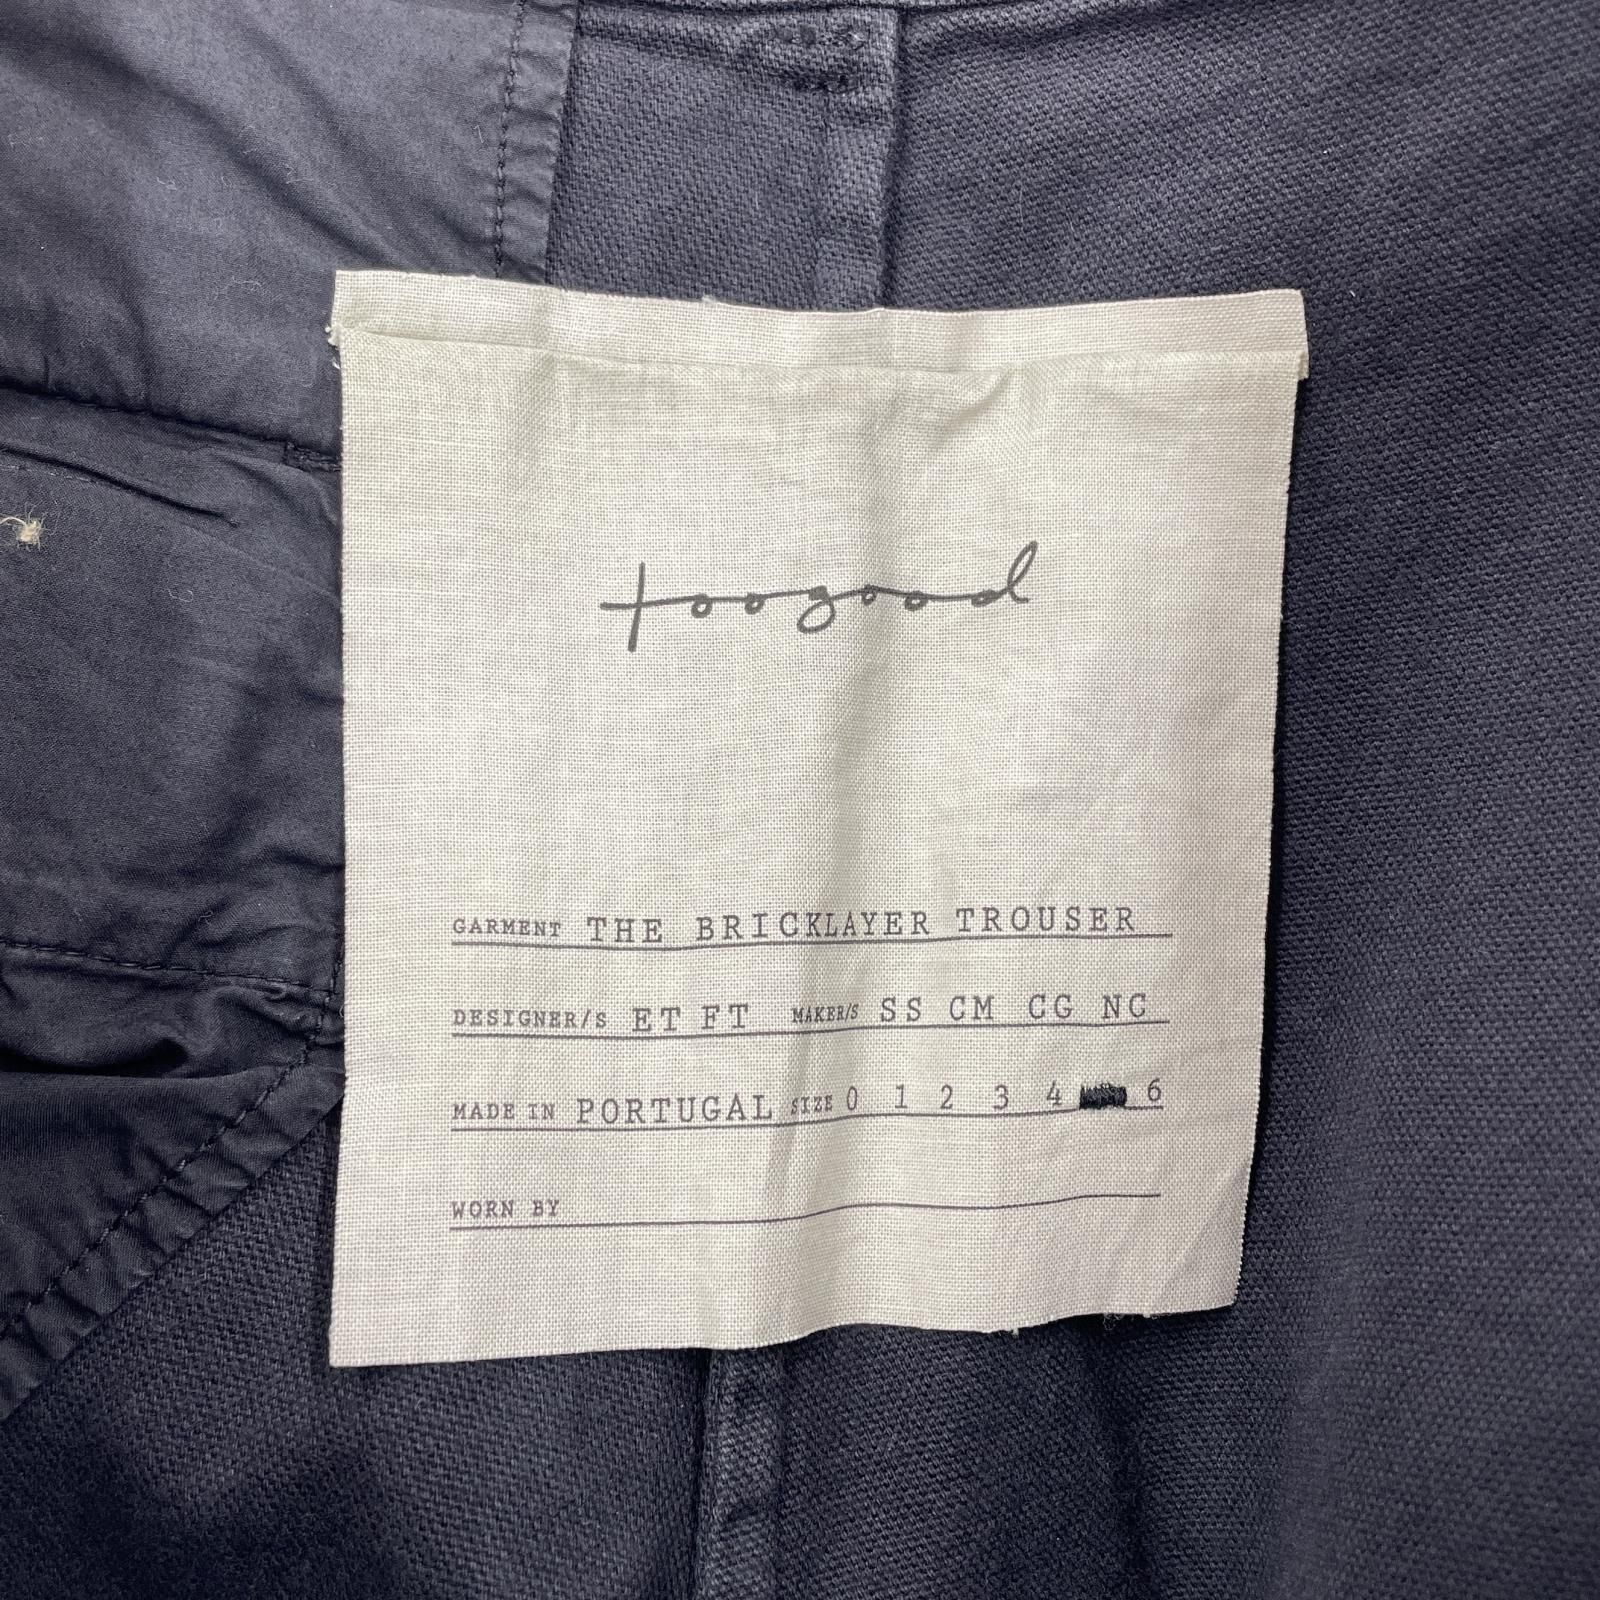 toogood
GARMENT THE BRICKLAYER TROUSER
DESIGNER/S ET FT MAKER/S SS CM CG NC
MADE IN PORTUGAL SIZE 0 1 2 3 4 6
WORN BY